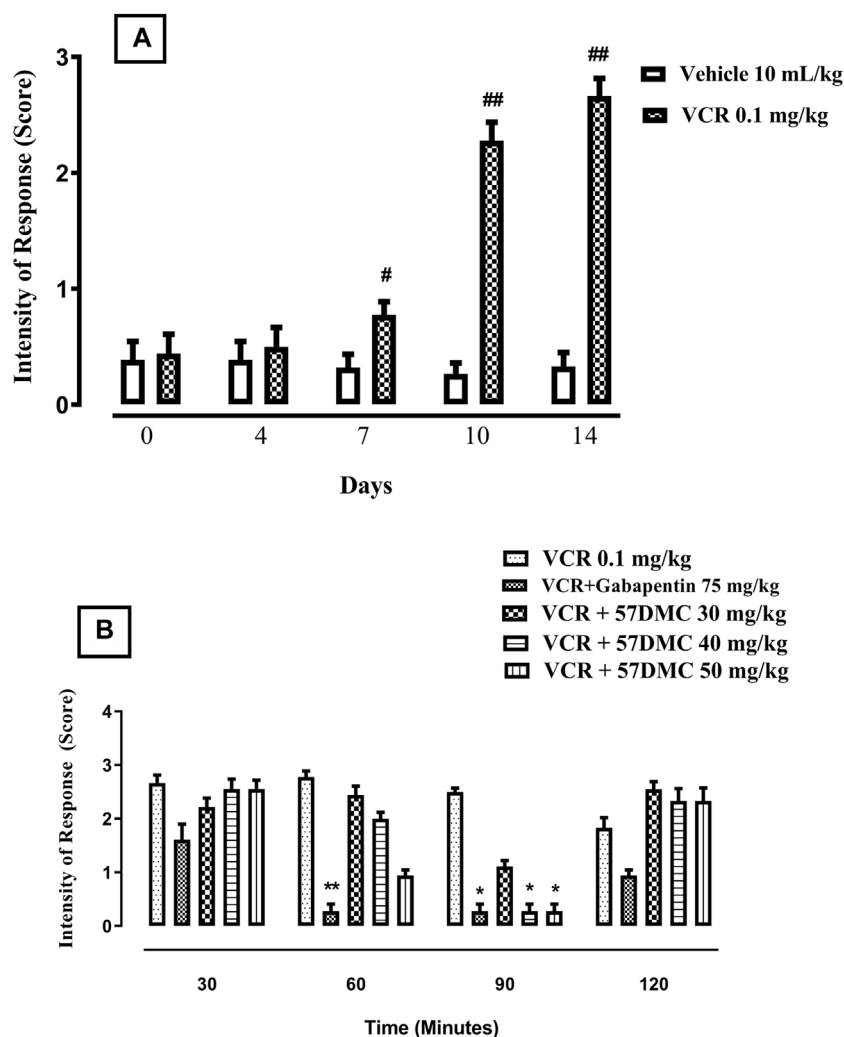 A
3
2
1
0
Intensity of Response (Score)
#
##
##
Vehicle 10 mL/kg
VCR 0.1 mg/kg
0 4 7 10 14
Days
B
VCR 0.1 mg/kg
VCR+Gabapentin 75 mg/kg
VCR + 57DMC 30 mg/kg
VCR + 57DMC 40 mg/kg
VCR + 57DMC 50 mg/kg
4
3
2
1
0
Intensity of Response (Score)
**
* * *
30 60 90 120
Time (Minutes)